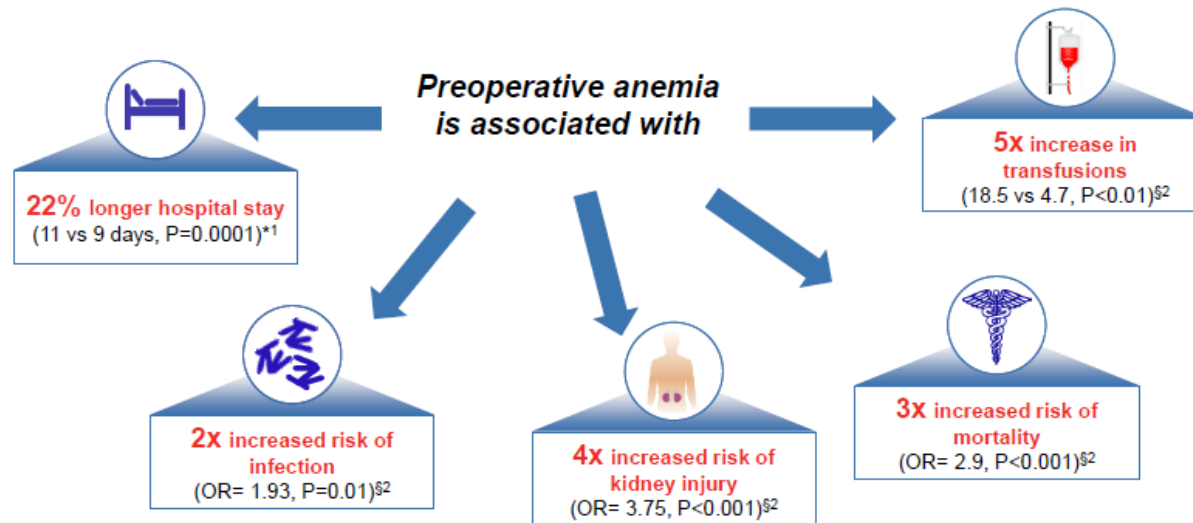 Preoperative anemia
is associated with
22% longer hospital stay
(11 vs 9 days, P=0.0001)*1
5x increase in
transfusions
(18.5 vs 4.7, P<0.01)§2
2x increased risk of
infection
(OR= 1.93, P=0.01)§2
4x increased risk of
kidney injury
(OR= 3.75, P<0.001)§2
3x increased risk of
mortality
(OR= 2.9, P<0.001)§2